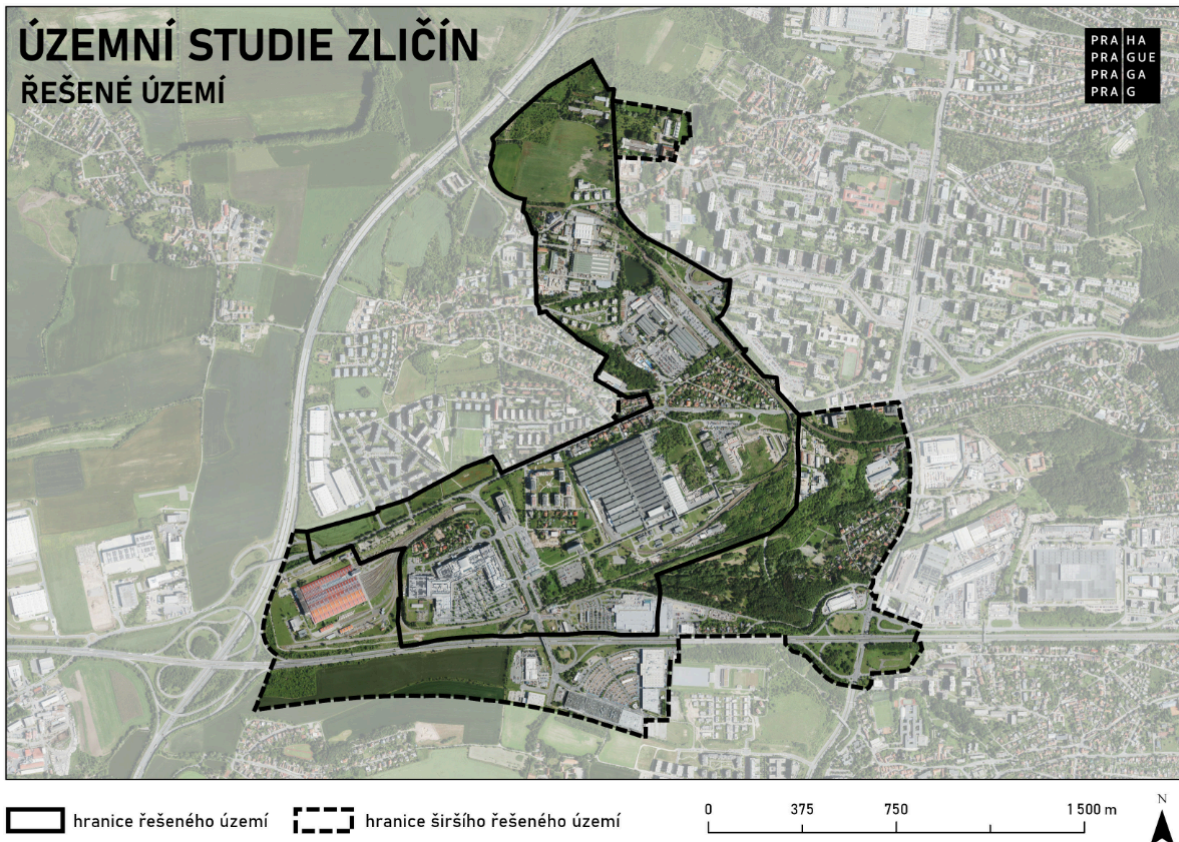 ÚZEMNÍ STUDIE ZLIČÍN
ŘEŠENÉ ÚZEMÍ
PRA HA
PRA GUE
PRA GA
PRA G
hranice řešeného území
hranice širšího řešeného území
0 375 750 1 500 m
N